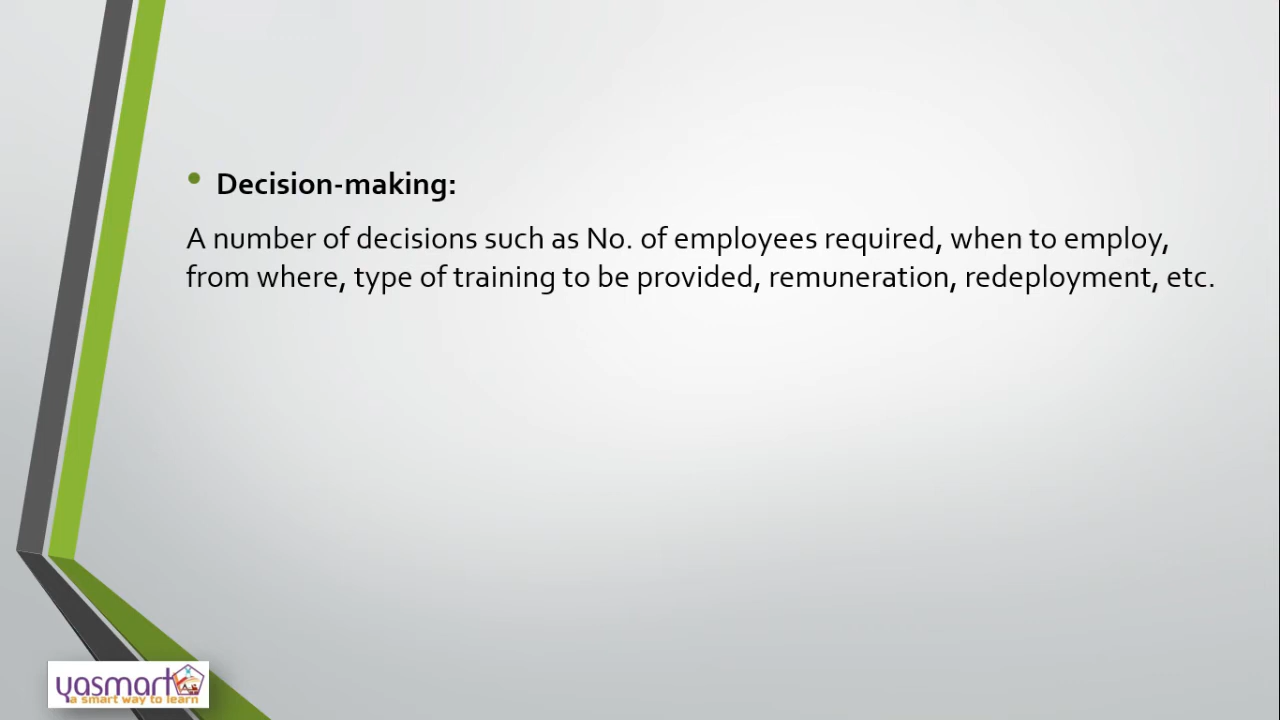 • Decision-making:
A number of decisions such as No. of employees required, when to employ,
from where, type of training to be provided, remuneration, redeployment, etc.
yasmart
a smart way to learn